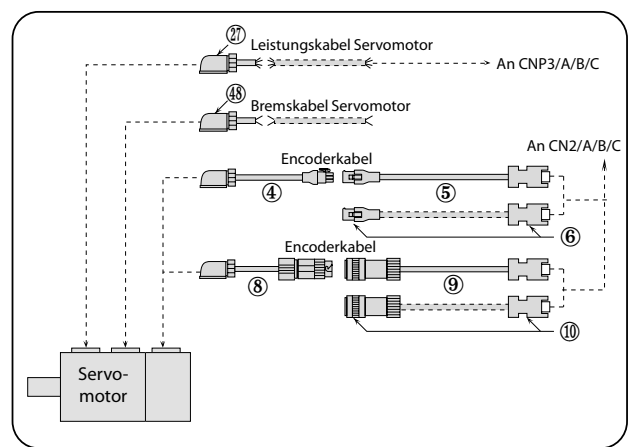 ㉗
Leistungskabel Servomotor
An CNP3/A/B/C
㊽
Bremskabel Servomotor
An CN2/A/B/C
Encoderkabel
④
⑤
⑥
Encoderkabel
⑧
⑨
⑩
Servo-
motor